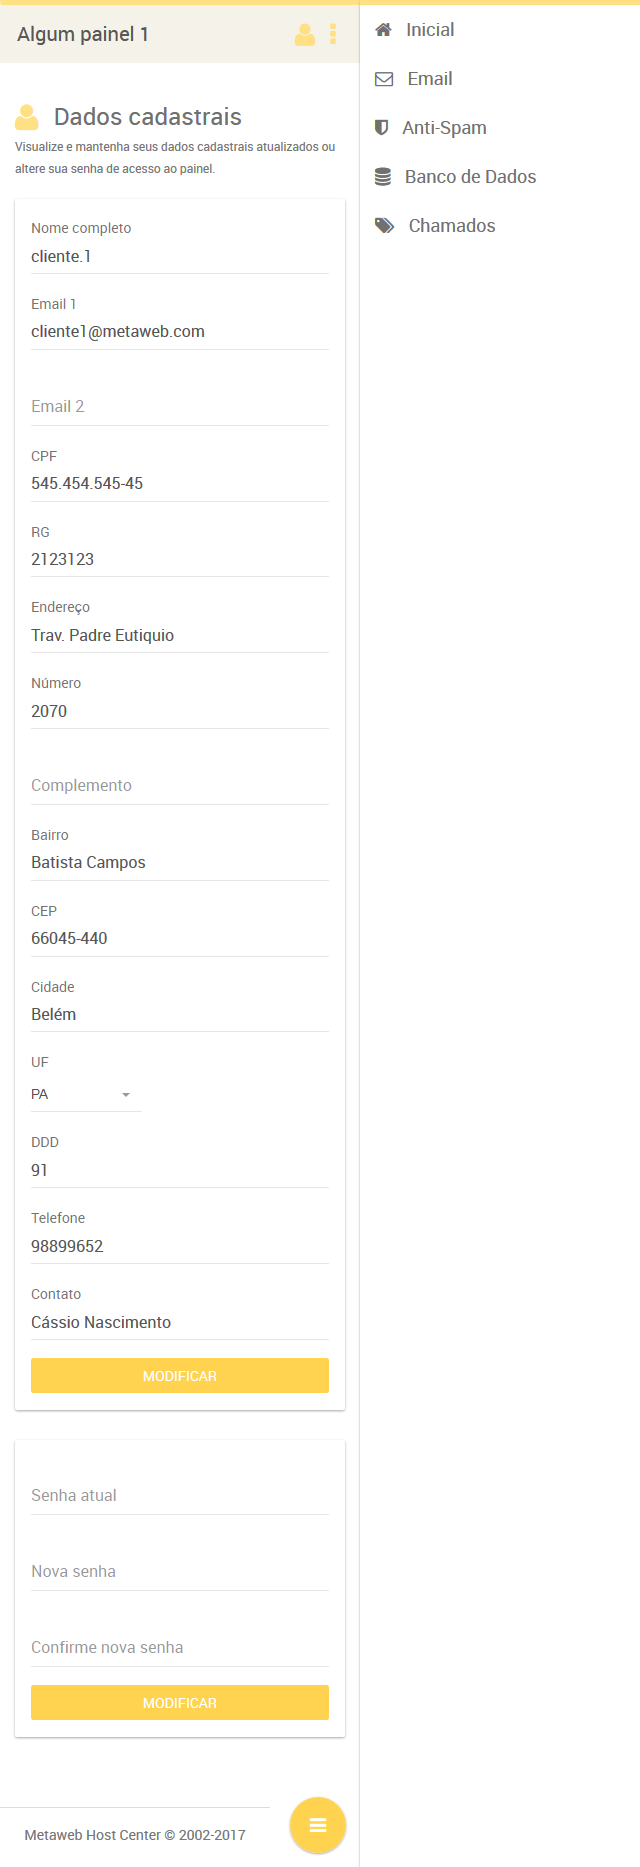 Algum painel 1
Dados cadastrais
Visualize e mantenha seus dados cadastrais atualizados ou
altere sua senha de acesso ao painel.
Nome completo
cliente.1
Email 1
cliente1@metaweb.com
Email 2
CPF
545.454.545-45
RG
2123123
Endereço
Trav. Padre Eutiquio
Número
2070
Complemento
Bairro
Batista Campos
CEP
66045-440
Cidade
Belém
UF
PA
DDD
91
Telefone
98899652
Contato
Cássio Nascimento
MODIFICAR
Senha atual
Nova senha
Confirme nova senha
MODIFICAR
Metaweb Host Center © 2002-2017
Inicial
Email
Anti-Spam
Banco de Dados
Chamados